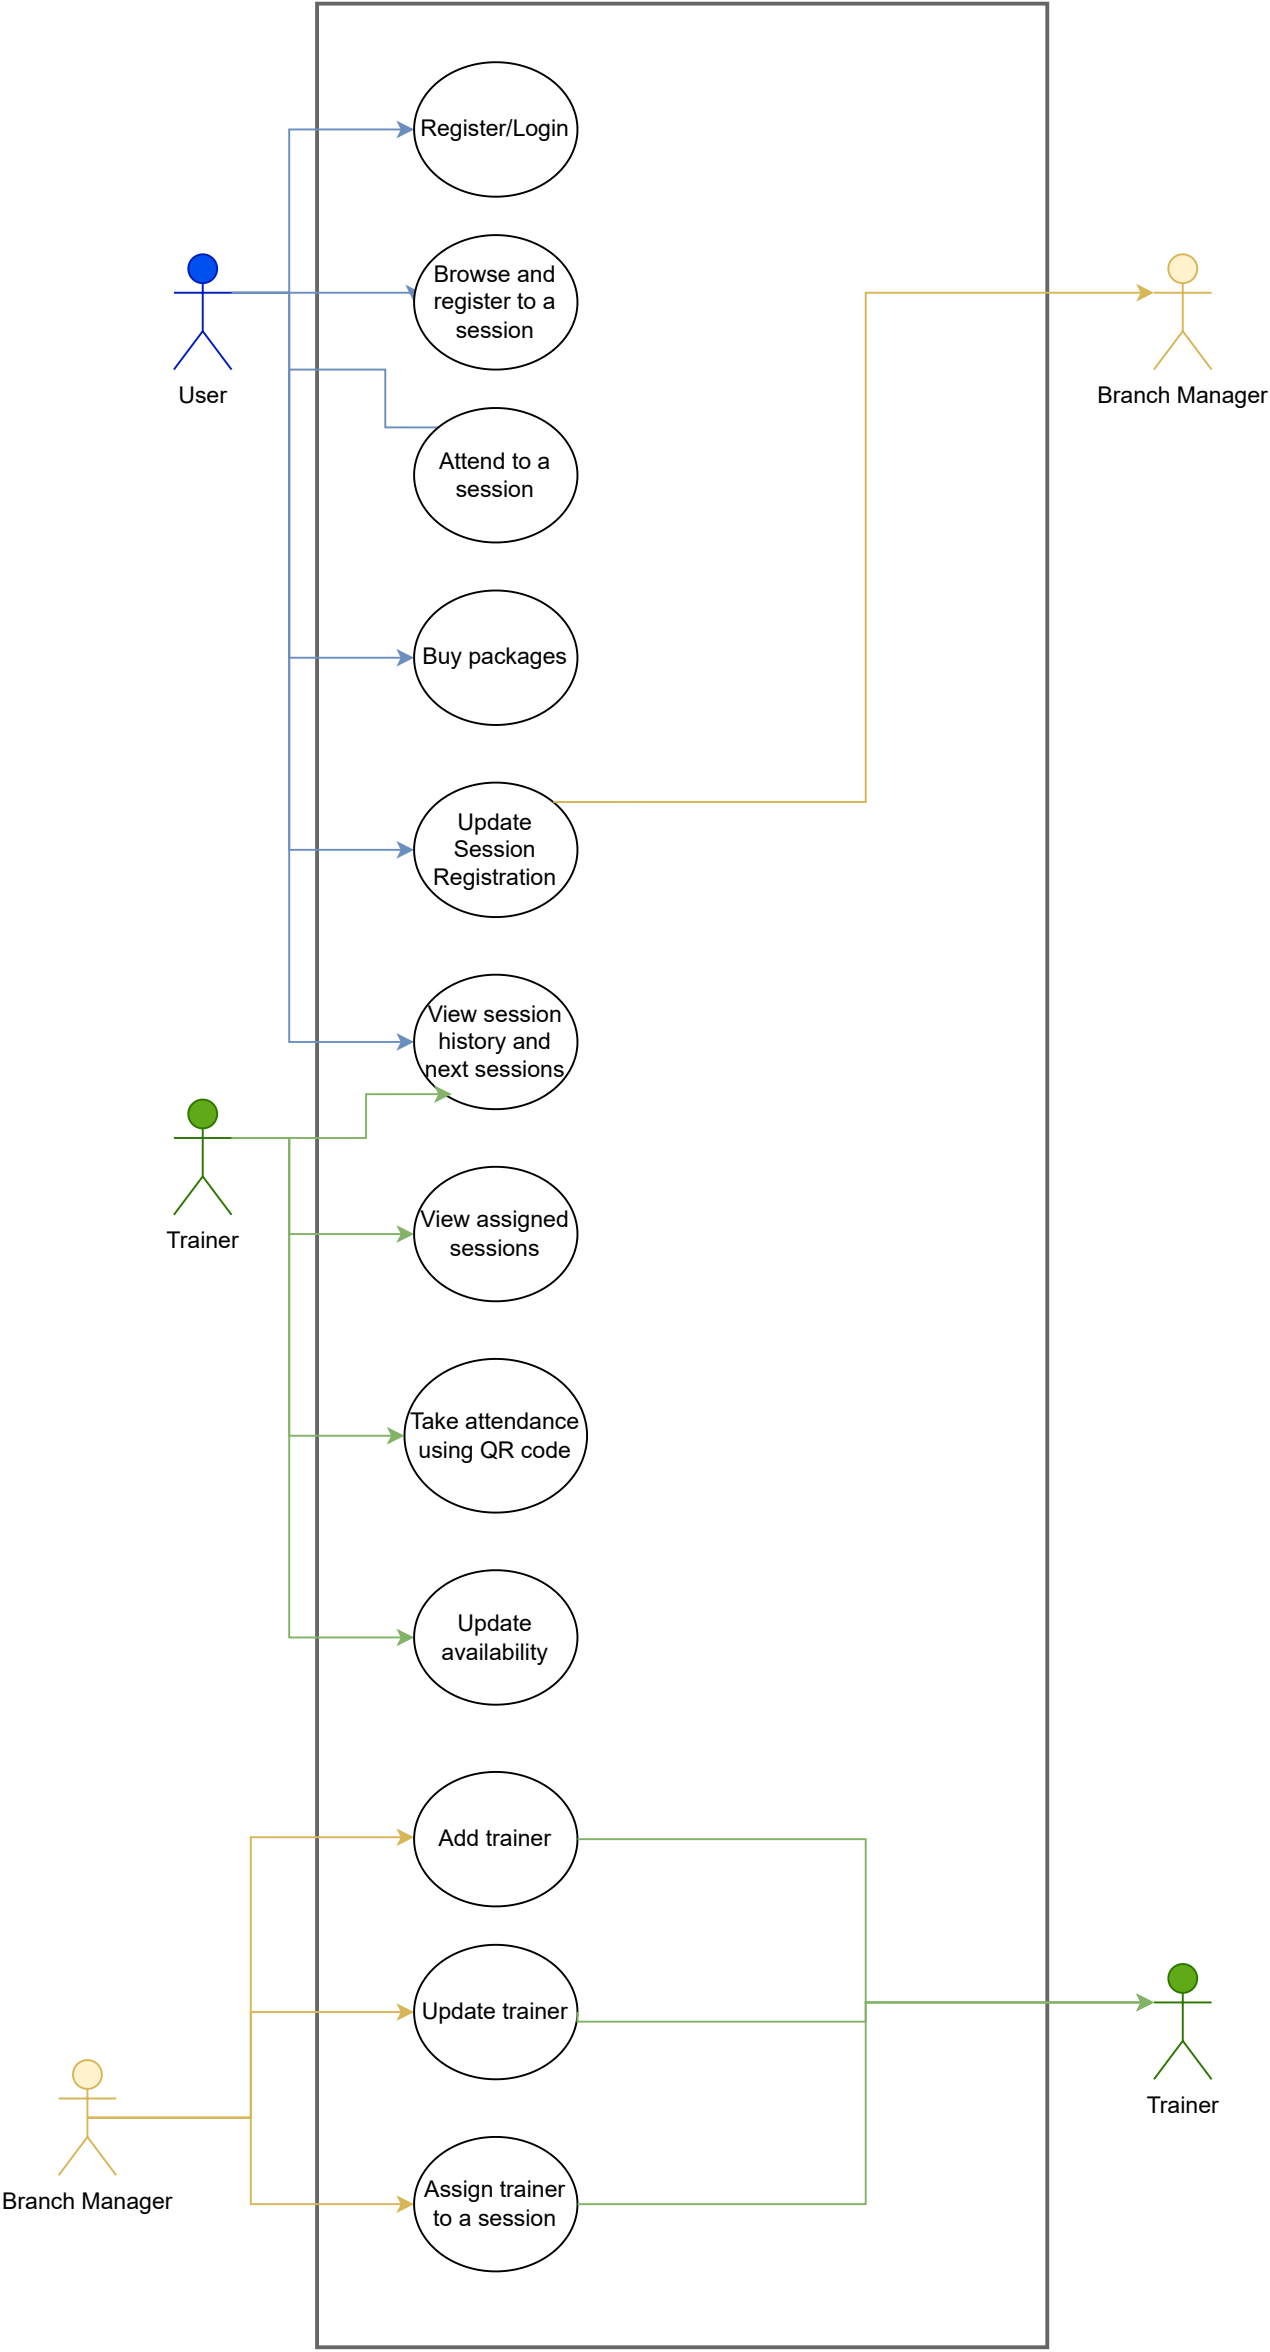 Register/Login
Browse and
register to a
session
User
Branch Manager
Attend to a
session
Buy packages
Update
Session
Registration
View session
history and
next sessions
Trainer
View assigned
sessions
Take attendance
using QR code
Update
availability
Add trainer
Update trainer
Trainer
Branch Manager
Assign trainer
to a session